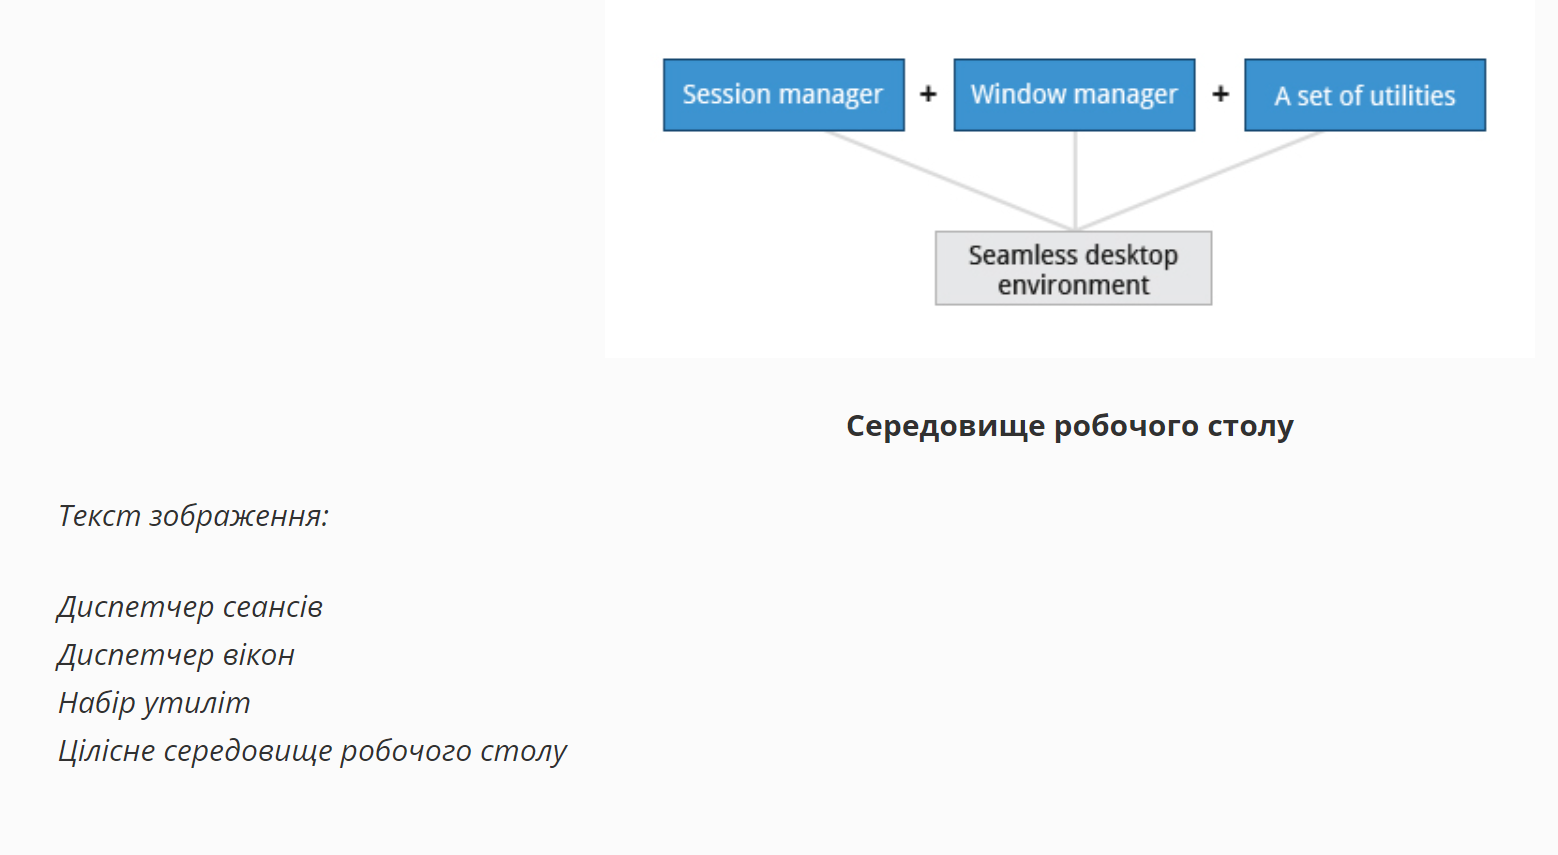 Session manager + Window manager + A set of utilities
Seamless desktop
environment
Середовище робочого столу
Текст зображення:
Диспетчер сеансів
Диспетчер вікон
Набір утиліт
Цілісне середовище робочого столу